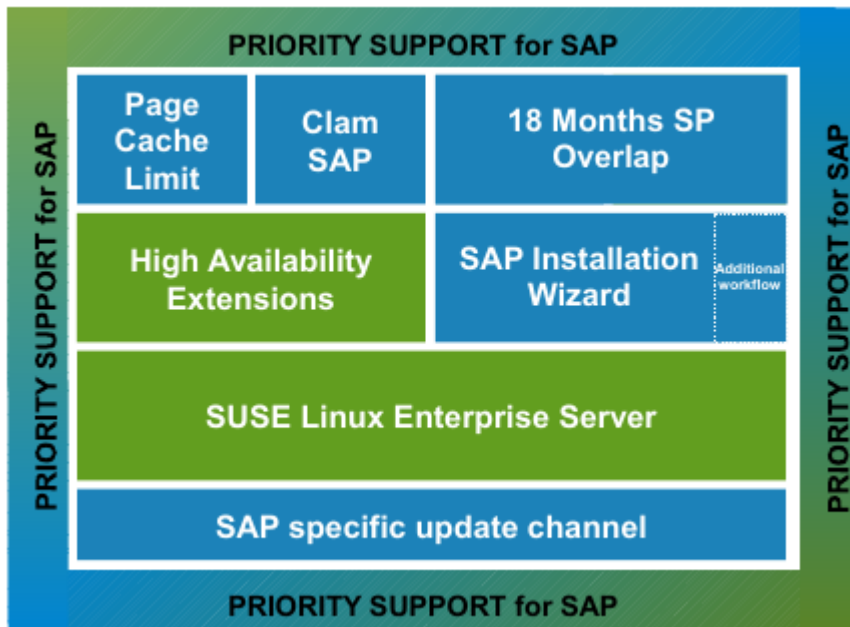 PRIORITY SUPPORT for SAP
PRIORITY SUPPORT for SAP
Page
Cache
Limit
Clam
SAP
18 Months SP
Overlap
High Availability
Extensions
SAP Installation
Wizard
Additional
workflow
SUSE Linux Enterprise Server
SAP specific update channel
PRIORITY SUPPORT for SAP
PRIORITY SUPPORT for SAP